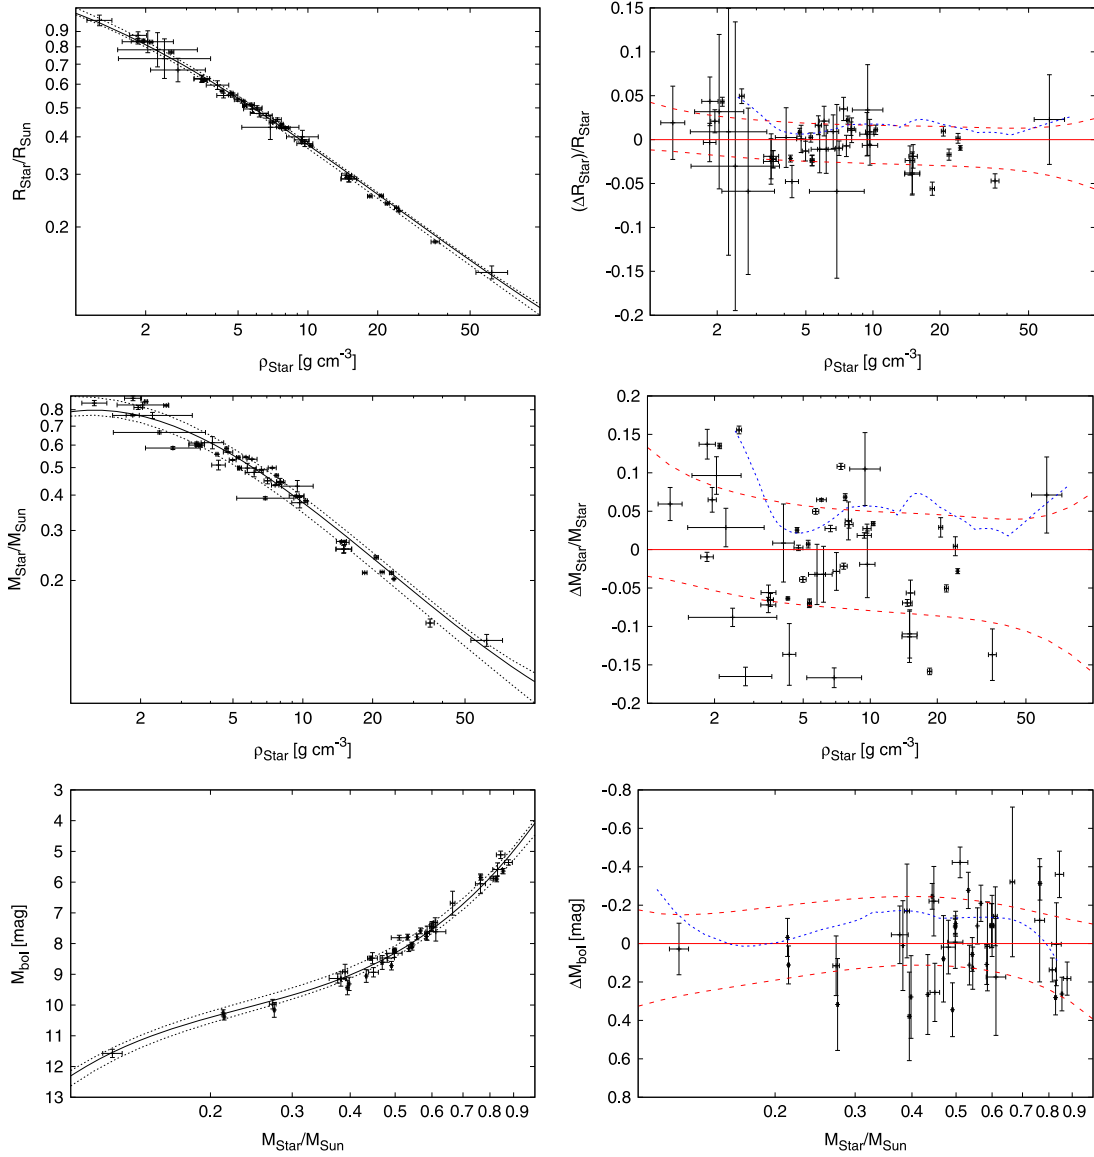 0.9
0.8
0.7
0.6
0.5
0.4
0.3
0.2
R_Star/R_Sun
2 5 10 20 50
ρ_Star [g cm⁻³]
0.15
0.1
0.05
0
-0.05
-0.1
-0.15
-0.2
(ΔR_Star)/R_Star
2 5 10 20 50
ρ_Star [g cm⁻³]
0.8
0.7
0.6
0.5
0.4
0.3
0.2
M_Star/M_Sun
2 5 10 20 50
ρ_Star [g cm⁻³]
0.2
0.15
0.1
0.05
0
-0.05
-0.1
-0.15
-0.2
ΔM_Star/M_Star
2 5 10 20 50
ρ_Star [g cm⁻³]
3
4
5
6
7
8
9
10
11
12
13
M_bol [mag]
0.2 0.3 0.4 0.5 0.6 0.7 0.8 0.9
M_Star/M_Sun
-0.8
-0.6
-0.4
-0.2
0
0.2
0.4
0.6
0.8
ΔM_bol [mag]
0.2 0.3 0.4 0.5 0.6 0.7 0.8 0.9
M_Star/M_Sun